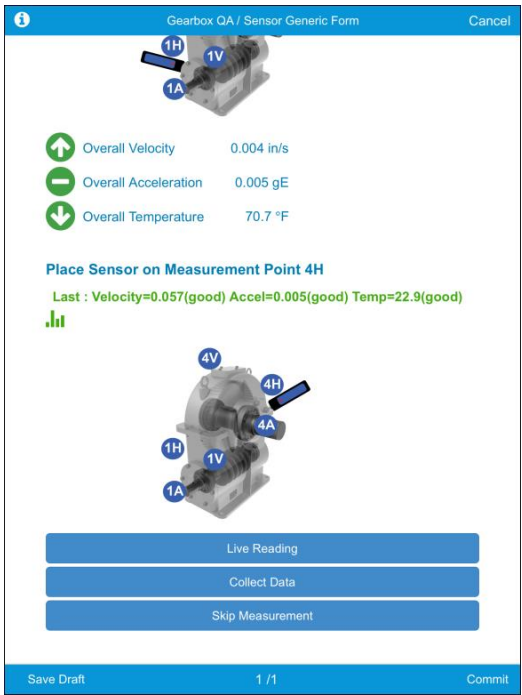 Gearbox QA / Sensor Generic Form
Cancel
1H
1V
1A
Overall Velocity 0.004 in/s
Overall Acceleration 0.005 gE
Overall Temperature 70.7 °F
Place Sensor on Measurement Point 4H
Last : Velocity=0.057(good) Accel=0.005(good) Temp=22.9(good)
4V
4H
4A
1H
1V
1A
Live Reading
Collect Data
Skip Measurement
Save Draft
1 /1
Commit